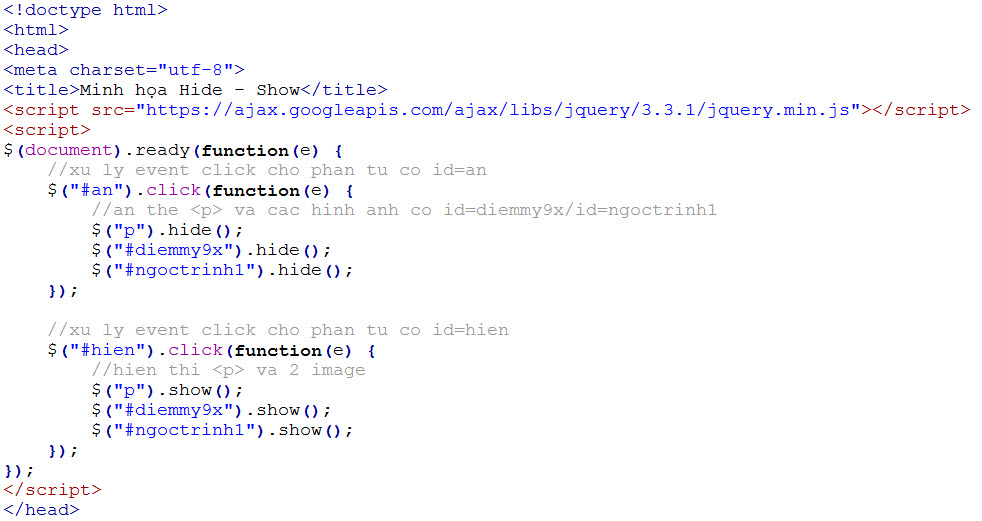 <!doctype html>
<html>
<head>
<meta charset="utf-8">
<title>Minh họa Hide - Show</title>
<script src="https://ajax.googleapis.com/ajax/libs/jquery/3.3.1/jquery.min.js"></script>
<script>
$(document).ready(function(e) {
    //xu ly event click cho phan tu co id=an
    $("#an").click(function(e) {
        //an the <p> va cac hinh anh co id=diemmy9x/id=ngoctrinh1
        $("p").hide();
        $("#diemmy9x").hide();
        $("#ngoctrinh1").hide();
    });

    //xu ly event click cho phan tu co id=hien
    $("#hien").click(function(e) {
        //hien thi <p> va 2 image
        $("p").show();
        $("#diemmy9x").show();
        $("#ngoctrinh1").show();
    });
});
</script>
</head>